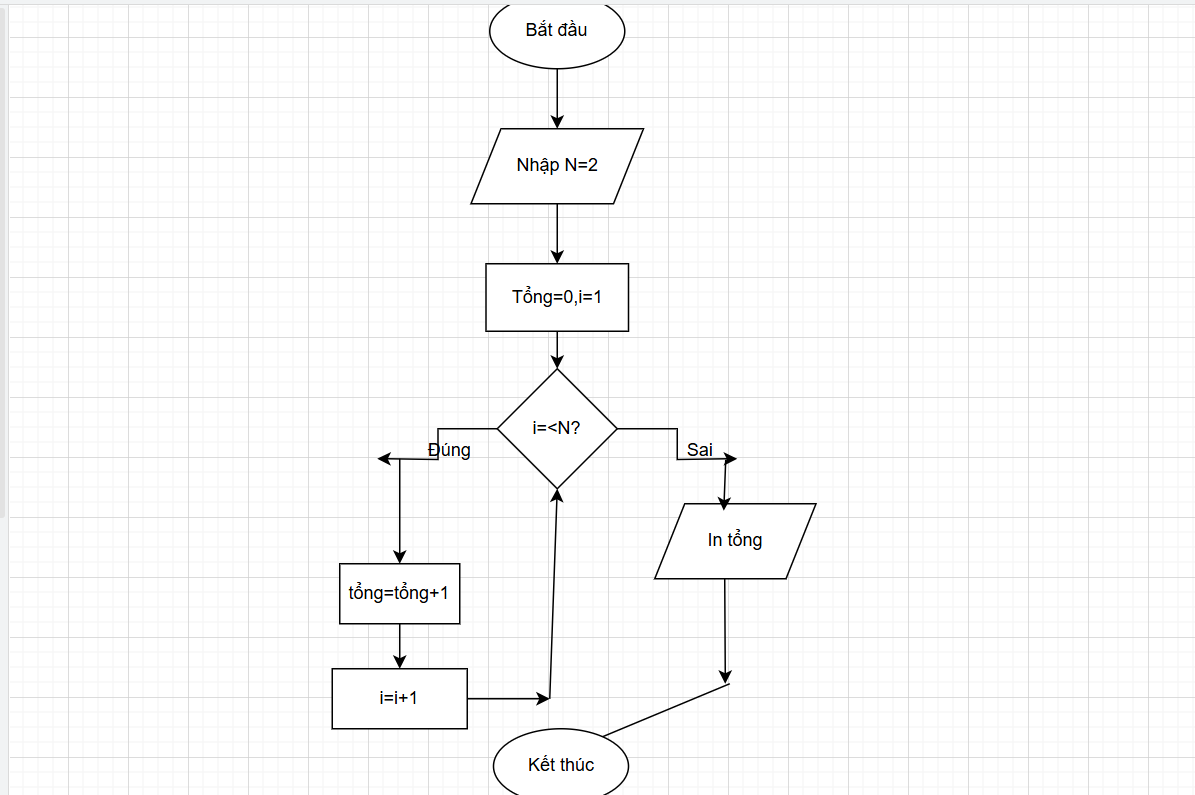 Bắt đầu
Nhập N=2
Tổng=0,i=1
i=<N?
Đúng
Sai
In tổng
tổng=tổng+1
i=i+1
Kết thúc